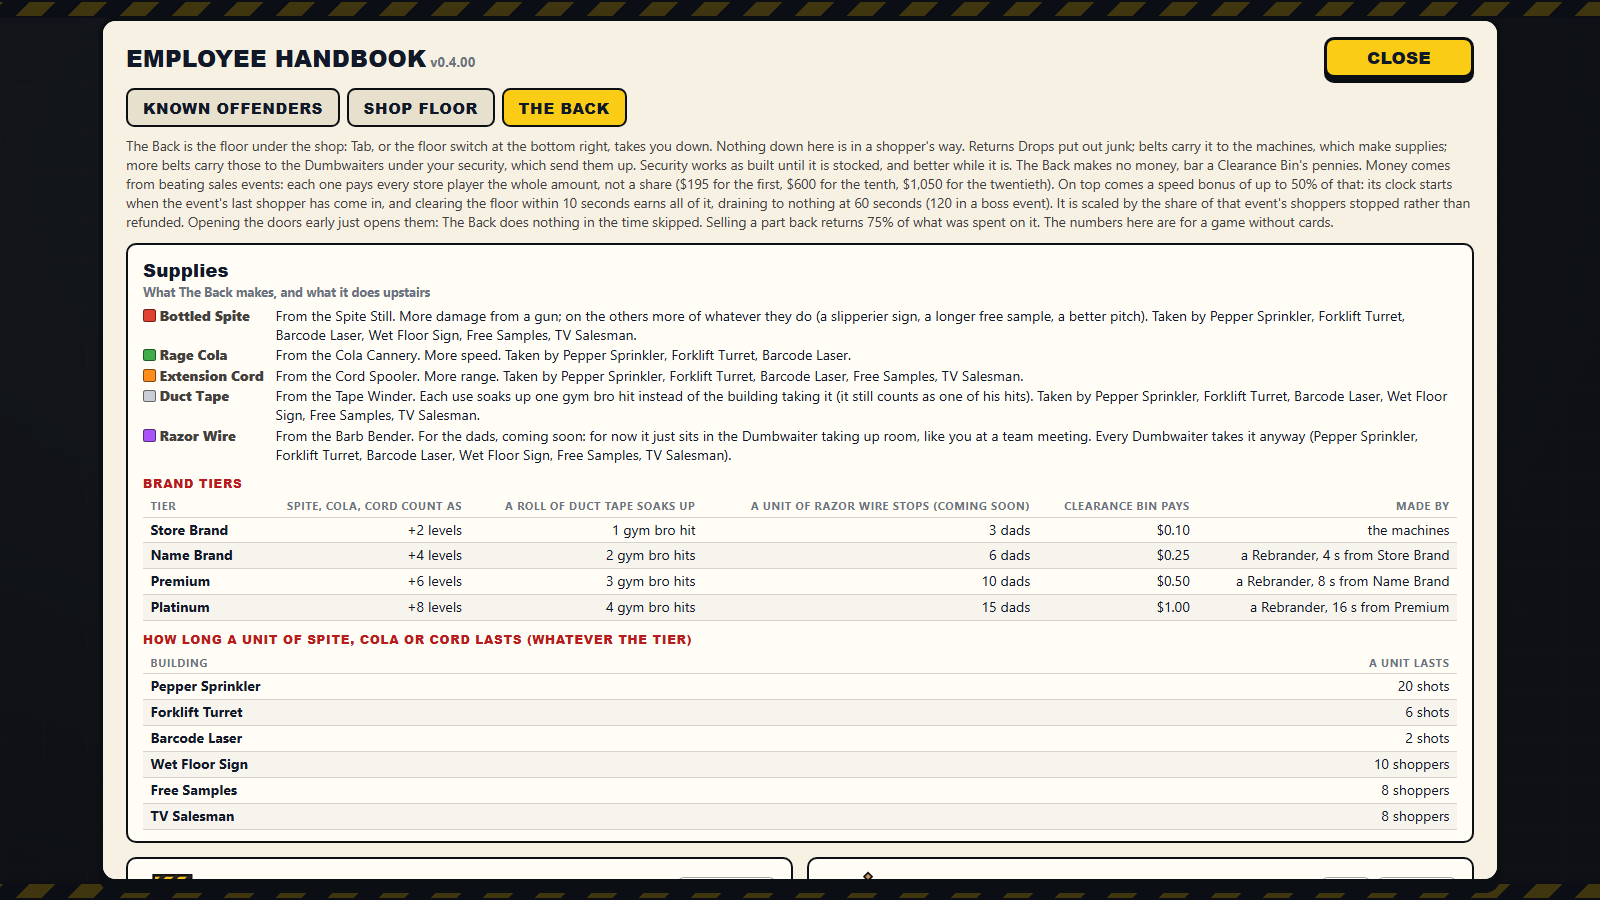 EMPLOYEE HANDBOOK v0.4.00
CLOSE
KNOWN OFFENDERS
SHOP FLOOR
THE BACK
The Back is the floor under the shop: Tab, or the floor switch at the bottom right, takes you down. Nothing down here is in a shopper's way. Returns Drops put out junk; belts carry it to the machines, which make supplies;
more belts carry those to the Dumbwaiters under your security, which send them up. Security works as built until it is stocked, and better while it is. The Back makes no money, bar a Clearance Bin's pennies. Money comes
from beating sales events: each one pays every store player the whole amount, not a share ($195 for the first, $600 for the tenth, $1,050 for the twentieth). On top comes a speed bonus of up to 50% of that: its clock starts
when the event's last shopper has come in, and clearing the floor within 10 seconds earns all of it, draining to nothing at 60 seconds (120 in a boss event). It is scaled by the share of that event's shoppers stopped rather than
refunded. Opening the doors early just opens them: The Back does nothing in the time skipped. Selling a part back returns 75% of what was spent on it. The numbers here are for a game without cards.
Supplies
What The Back makes, and what it does upstairs
Bottled Spite From the Spite Still. More damage from a gun; on the others more of whatever they do (a slipperier sign, a longer free sample, a better pitch). Taken by Pepper Sprinkler, Forklift Turret,
Barcode Laser, Wet Floor Sign, Free Samples, TV Salesman.
Rage Cola From the Cola Cannery. More speed. Taken by Pepper Sprinkler, Forklift Turret, Barcode Laser.
Extension Cord From the Cord Spooler. More range. Taken by Pepper Sprinkler, Forklift Turret, Barcode Laser, Free Samples, TV Salesman.
Duct Tape From the Tape Winder. Each use soaks up one gym bro hit instead of the building taking it (it still counts as one of his hits). Taken by Pepper Sprinkler, Forklift Turret, Barcode Laser, Wet Floor
Sign, Free Samples, TV Salesman.
Razor Wire From the Barb Bender. For the dads, coming soon: for now it just sits in the Dumbwaiter taking up room, like you at a team meeting. Every Dumbwaiter takes it anyway (Pepper Sprinkler,
Forklift Turret, Barcode Laser, Wet Floor Sign, Free Samples, TV Salesman).
BRAND TIERS
TIER SPITE, COLA, CORD COUNT AS A ROLL OF DUCT TAPE SOAKS UP A UNIT OF RAZOR WIRE STOPS (COMING SOON) CLEARANCE BIN PAYS MADE BY
Store Brand +2 levels 1 gym bro hit 3 dads $0.10 the machines
Name Brand +4 levels 2 gym bro hits 6 dads $0.25 a Rebrander, 4 s from Store Brand
Premium +6 levels 3 gym bro hits 10 dads $0.50 a Rebrander, 8 s from Name Brand
Platinum +8 levels 4 gym bro hits 15 dads $1.00 a Rebrander, 16 s from Premium
HOW LONG A UNIT OF SPITE, COLA OR CORD LASTS (WHATEVER THE TIER)
BUILDING A UNIT LASTS
Pepper Sprinkler 20 shots
Forklift Turret 6 shots
Barcode Laser 2 shots
Wet Floor Sign 10 shoppers
Free Samples 8 shoppers
TV Salesman 8 shoppers